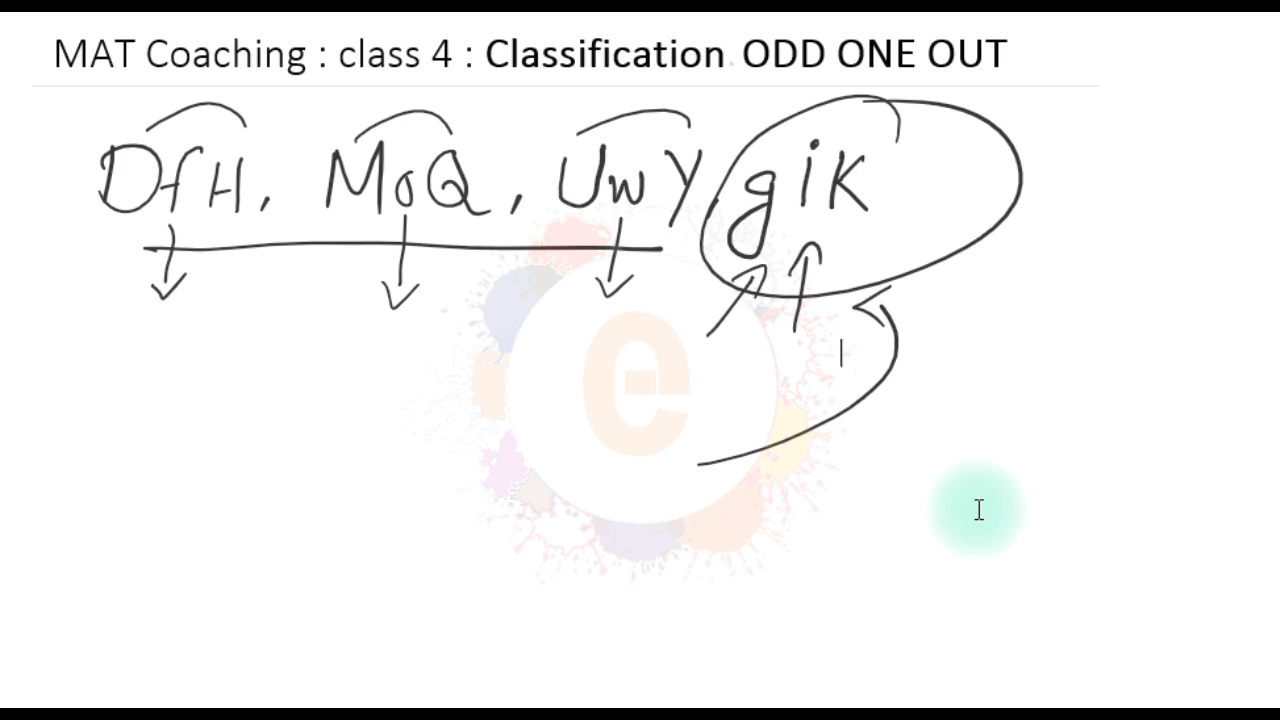 MAT Coaching : class 4 : Classification ODD ONE OUT
DfH, MoQ, UwY, giK
e